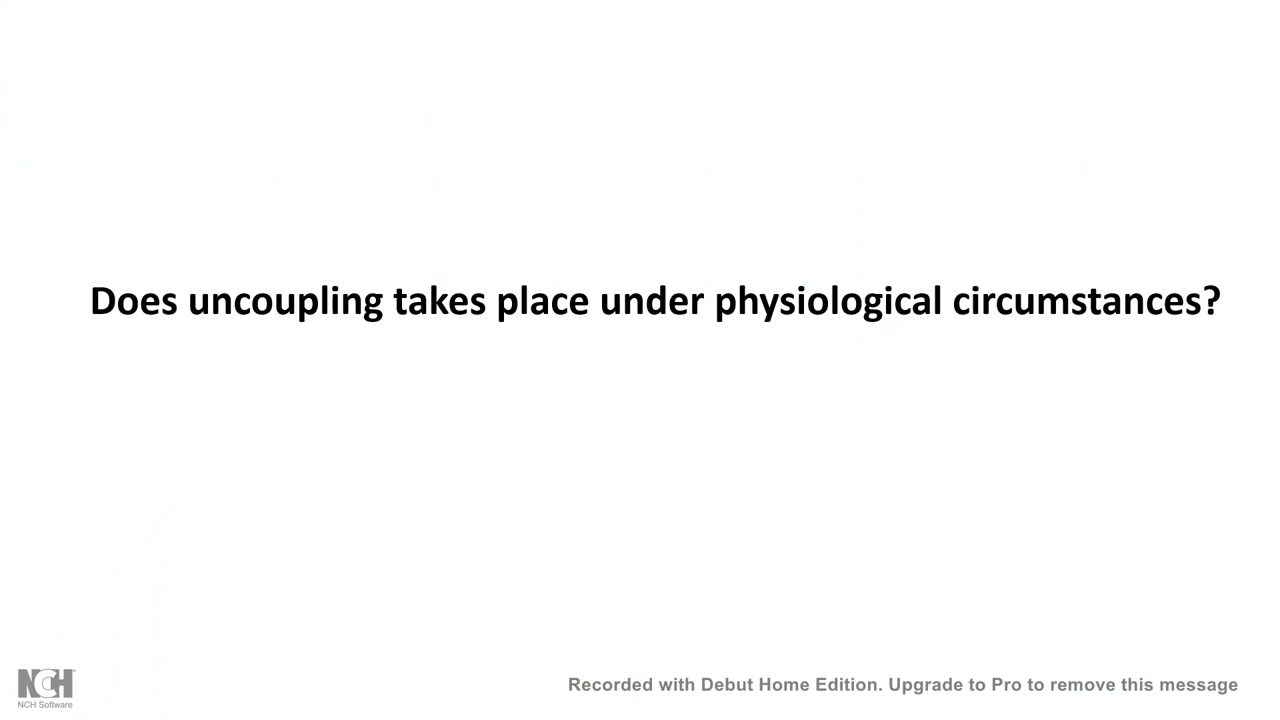 Does uncoupling takes place under physiological circumstances?
NCH
NCH Software
Recorded with Debut Home Edition. Upgrade to Pro to remove this message